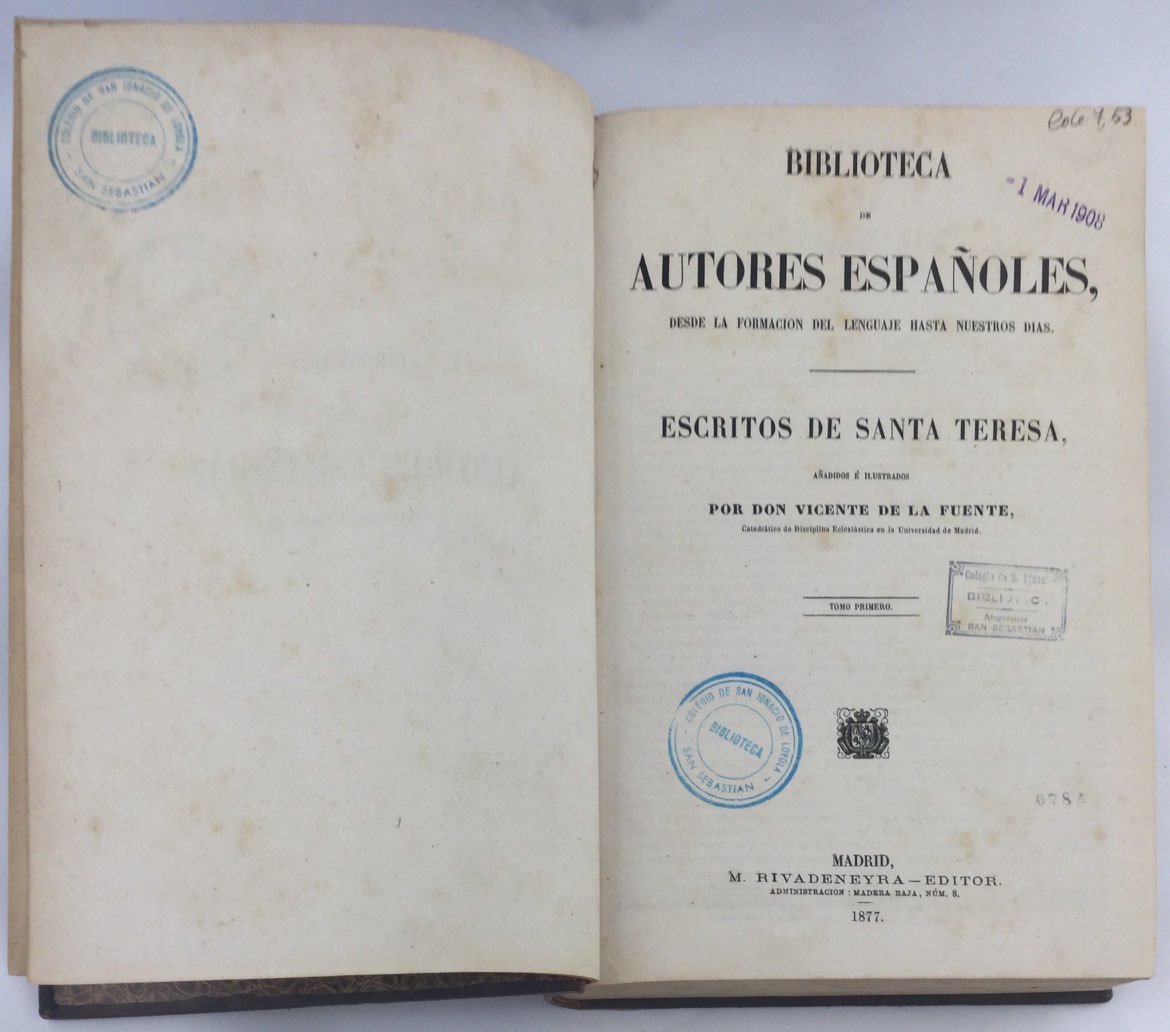 COLEGIO DE SAN IGNACIO DE LOYOLA
BIBLIOTECA
SAN SEBASTIAN
1,53
BIBLIOTECA
- 1 MAR 1908
DE
AUTORES ESPAÑOLES,
DESDE LA FORMACION DEL LENGUAJE HASTA NUESTROS DIAS.
ESCRITOS DE SANTA TERESA,
AÑADIDOS É ILUSTRADOS
POR DON VICENTE DE LA FUENTE,
Catedrático de Disciplina Eclesiástica en la Universidad de Madrid.
TOMO PRIMERO.
Colegio de S.
SAN SEBASTIAN
COLEGIO DE SAN IGNACIO DE LOYOLA
BIBLIOTECA
SAN SEBASTIAN
MADRID,
M. RIVADENEYRA—EDITOR.
ADMINISTRACION : MADERA BAJA, NÚM. 8.
1877.